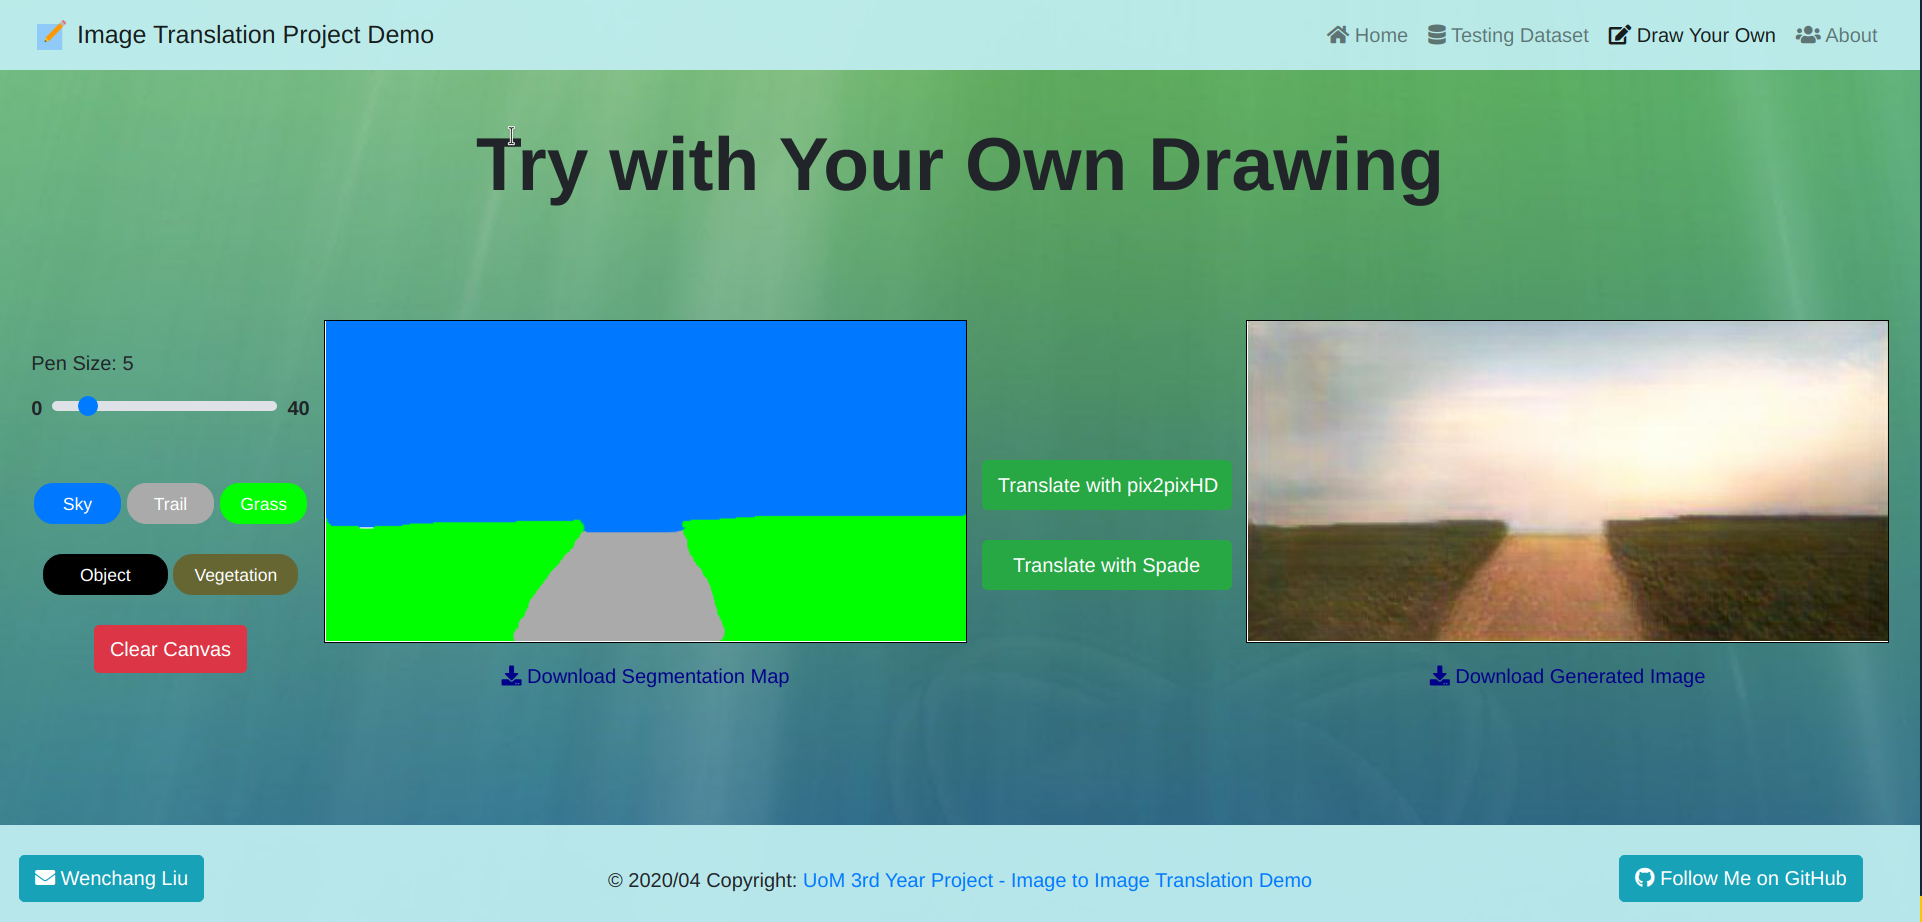 Image Translation Project Demo
Home Testing Dataset Draw Your Own About
Try with Your Own Drawing
Pen Size: 5
0 40
Sky Trail Grass
Object Vegetation
Clear Canvas
Translate with pix2pixHD
Translate with Spade
Download Segmentation Map
Download Generated Image
Wenchang Liu
© 2020/04 Copyright: UoM 3rd Year Project - Image to Image Translation Demo
Follow Me on GitHub